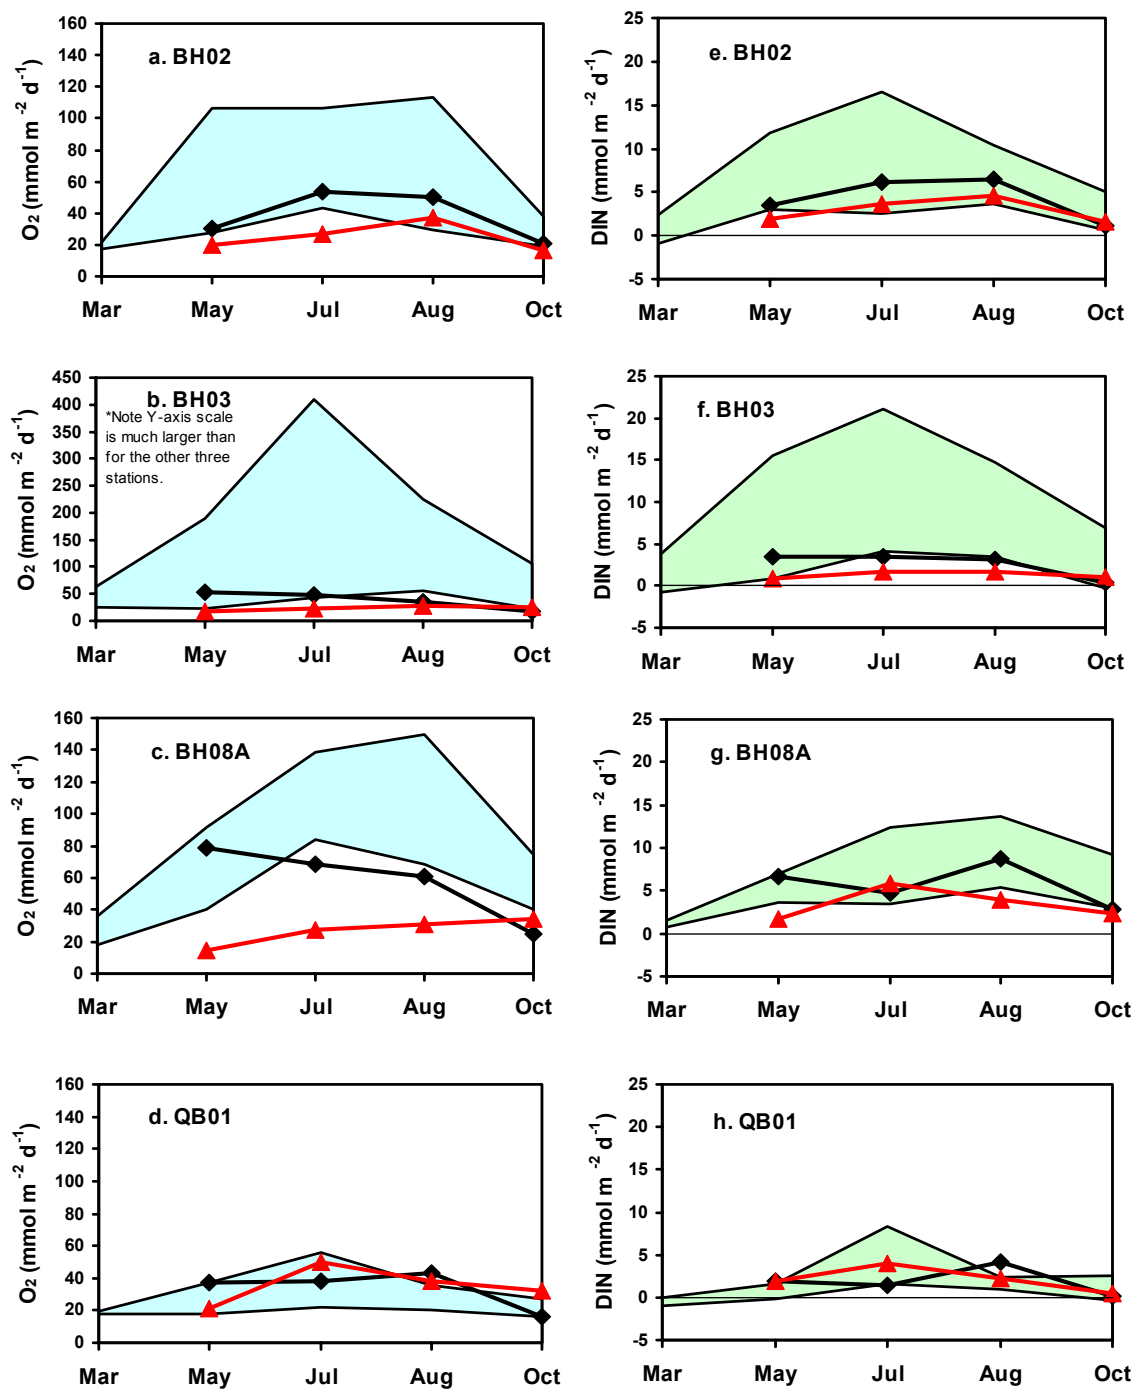 a. BH02
O₂ (mmol m ⁻² d⁻¹)
160
140
120
100
80
60
40
20
0
Mar May Jul Aug Oct
e. BH02
DIN (mmol m ⁻² d⁻¹)
25
20
15
10
5
0
-5
Mar May Jul Aug Oct
b. BH03
*Note Y-axis scale
is much larger than
for the other three
stations.
O₂ (mmol m ⁻² d⁻¹)
450
400
350
300
250
200
150
100
50
0
Mar May Jul Aug Oct
f. BH03
DIN (mmol m ⁻² d⁻¹)
25
20
15
10
5
0
-5
Mar May Jul Aug Oct
c. BH08A
O₂ (mmol m ⁻² d⁻¹)
160
140
120
100
80
60
40
20
0
Mar May Jul Aug Oct
g. BH08A
DIN (mmol m ⁻² d⁻¹)
25
20
15
10
5
0
-5
Mar May Jul Aug Oct
d. QB01
O₂ (mmol m ⁻² d⁻¹)
160
140
120
100
80
60
40
20
0
Mar May Jul Aug Oct
h. QB01
DIN (mmol m ⁻² d⁻¹)
25
20
15
10
5
0
-5
Mar May Jul Aug Oct